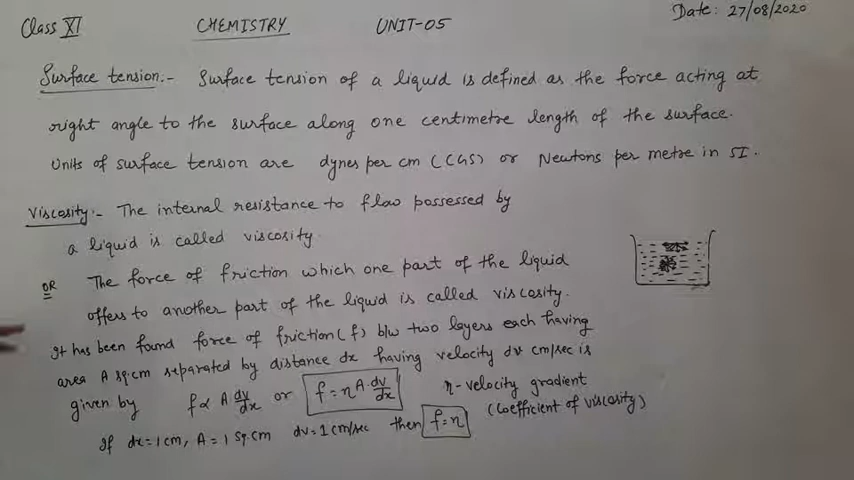 Class XI CHEMISTRY UNIT-05 Date: 27/08/2020
Surface tension:- Surface tension of a liquid is defined as the force acting at
right angle to the surface along one centimetre length of the surface.
Units of surface tension are dynes per cm (CGS) or Newtons per metre in SI.
Viscosity:- The internal resistance to flow possessed by
a liquid is called viscosity.
OR The force of friction which one part of the liquid
offers to another part of the liquid is called viscosity.
It has been found force of friction (f) b/w two layers each having
area A sq.cm separated by distance dx having velocity dv cm/sec is
given by f ∝ A dv/dx or f = η A. dv/dx η - velocity gradient
(Coefficient of viscosity)
If dx = 1 cm, A = 1 sq.cm dv = 1 cm/sec then f = η